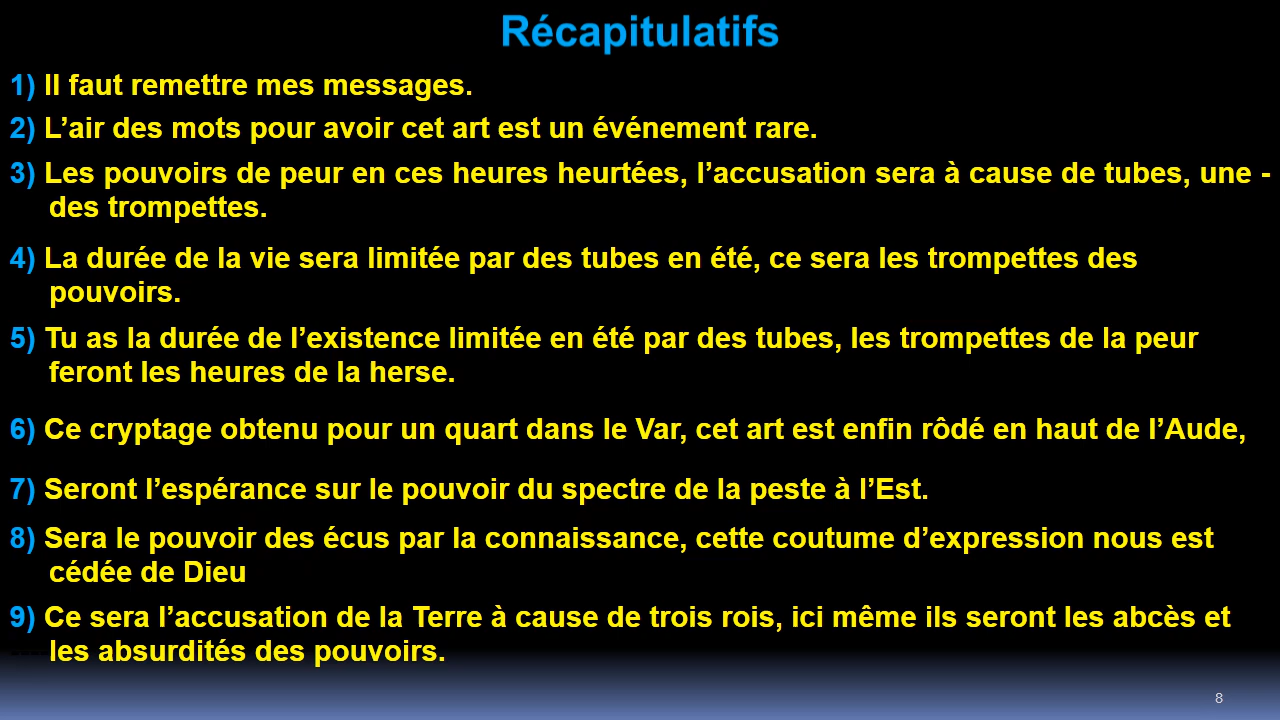 Récapitulatifs
1) Il faut remettre mes messages.
2) L’air des mots pour avoir cet art est un événement rare.
3) Les pouvoirs de peur en ces heures heurtées, l’accusation sera à cause de tubes, une -
des trompettes.
4) La durée de la vie sera limitée par des tubes en été, ce sera les trompettes des
pouvoirs.
5) Tu as la durée de l’existence limitée en été par des tubes, les trompettes de la peur
feront les heures de la herse.
6) Ce cryptage obtenu pour un quart dans le Var, cet art est enfin rôdé en haut de l’Aude,
7) Seront l’espérance sur le pouvoir du spectre de la peste à l’Est.
8) Sera le pouvoir des écus par la connaissance, cette coutume d’expression nous est
cédée de Dieu
9) Ce sera l’accusation de la Terre à cause de trois rois, ici même ils seront les abcès et
les absurdités des pouvoirs.
8